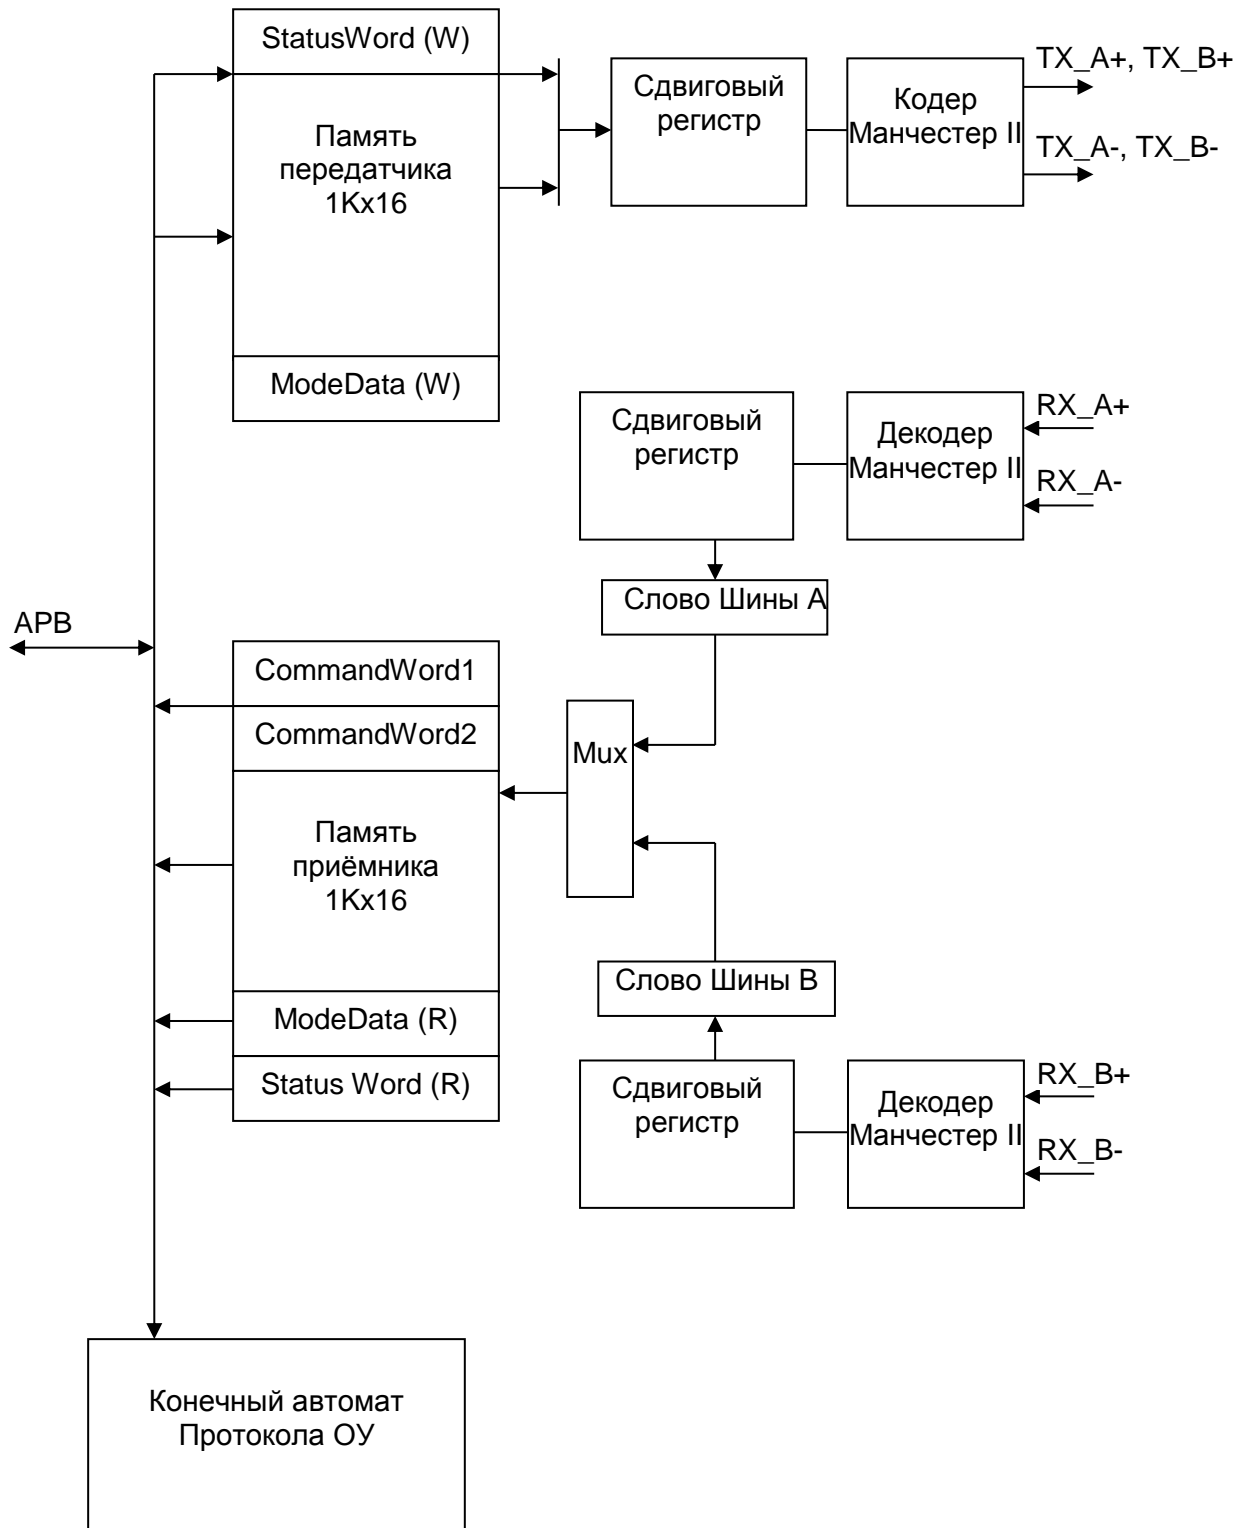 StatusWord (W)
Память
передатчика
1Kx16
ModeData (W)
Сдвиговый
регистр
Кодер
Манчестер II
TX_A+, TX_B+
TX_A-, TX_B-
Сдвиговый
регистр
Декодер
Манчестер II
RX_A+
RX_A-
Слово Шины А
APB
CommandWord1
CommandWord2
Память
приёмника
1Kx16
ModeData (R)
Status Word (R)
Mux
Слово Шины В
Сдвиговый
регистр
Декодер
Манчестер II
RX_B+
RX_B-
Конечный автомат
Протокола ОУ